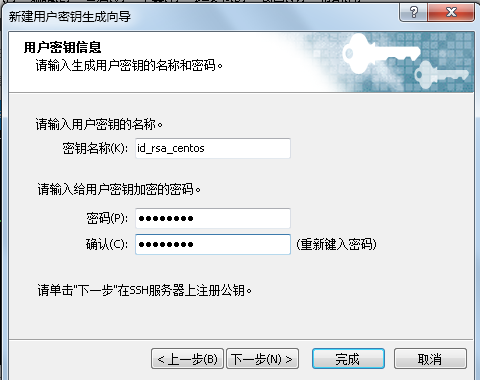 新建用户密钥生成向导
用户密钥信息
请输入生成用户密钥的名称和密码。
请输入用户密钥的名称。
密钥名称(K): id_rsa_centos
请输入给用户密钥加密的密码。
密码(P): ●●●●●●●●
确认(C): ●●●●●●●● (重新键入密码)
请单击"下一步"在SSH服务器上注册公钥。
< 上一步(B) 下一步(N) > 完成 取消